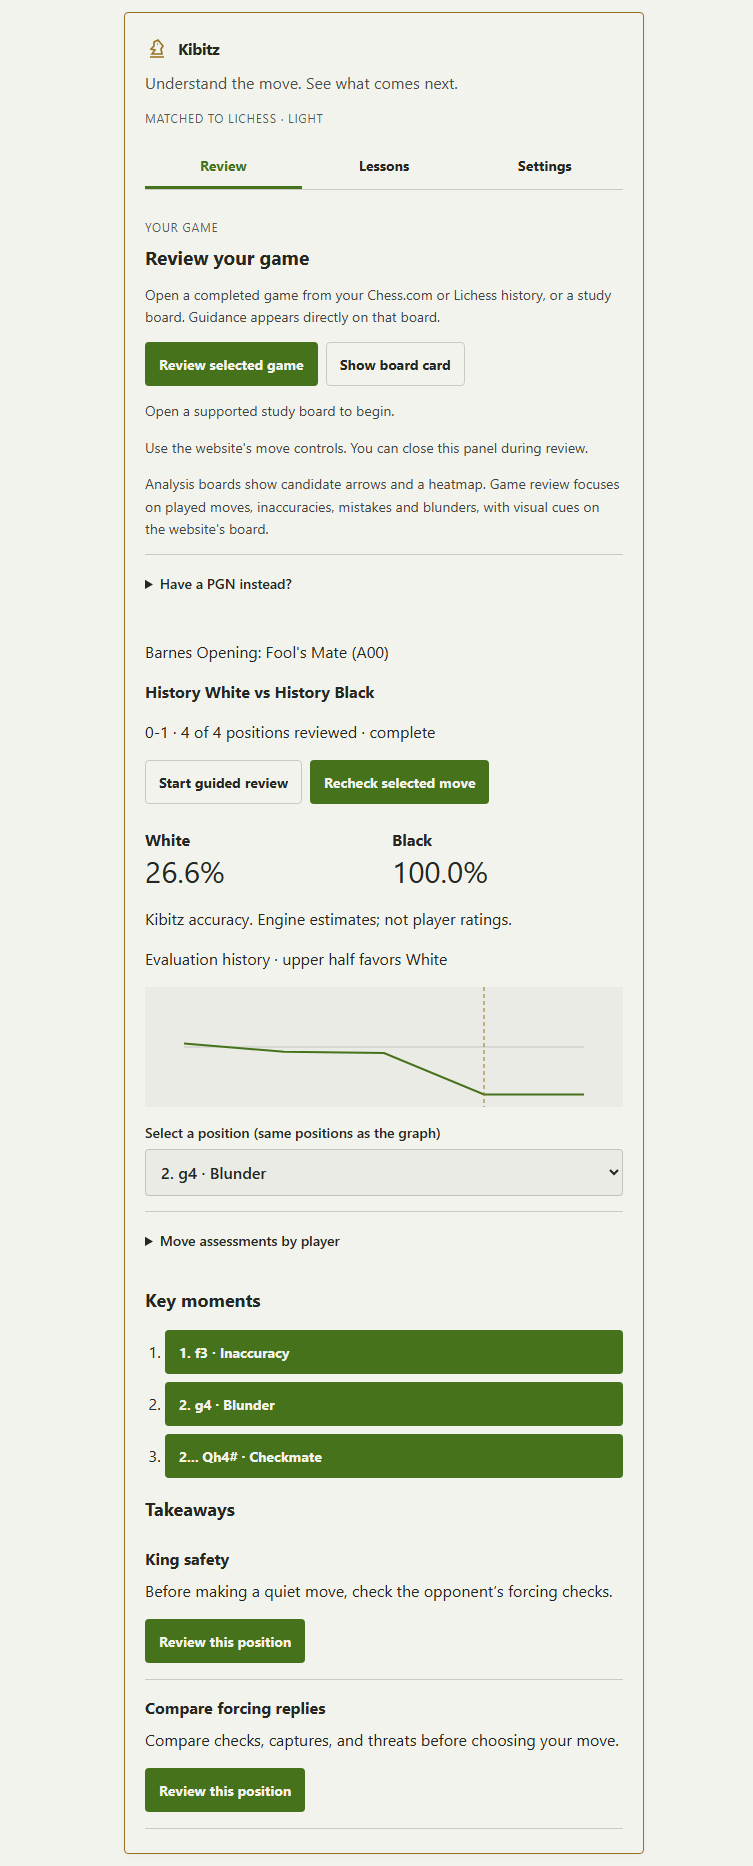 Kibitz
Understand the move. See what comes next.
MATCHED TO LICHESS · LIGHT
Review
Lessons
Settings
YOUR GAME
Review your game
Open a completed game from your Chess.com or Lichess history, or a study
board. Guidance appears directly on that board.
Review selected game
Show board card
Open a supported study board to begin.
Use the website's move controls. You can close this panel during review.
Analysis boards show candidate arrows and a heatmap. Game review focuses
on played moves, inaccuracies, mistakes and blunders, with visual cues on
the website's board.
Have a PGN instead?
Barnes Opening: Fool's Mate (A00)
History White vs History Black
0-1 · 4 of 4 positions reviewed · complete
Start guided review
Recheck selected move
White
Black
26.6%
100.0%
Kibitz accuracy. Engine estimates; not player ratings.
Evaluation history · upper half favors White
Select a position (same positions as the graph)
2. g4 · Blunder
Move assessments by player
Key moments
1. 1. f3 · Inaccuracy
2. 2. g4 · Blunder
3. 2... Qh4# · Checkmate
Takeaways
King safety
Before making a quiet move, check the opponent’s forcing checks.
Review this position
Compare forcing replies
Compare checks, captures, and threats before choosing your move.
Review this position